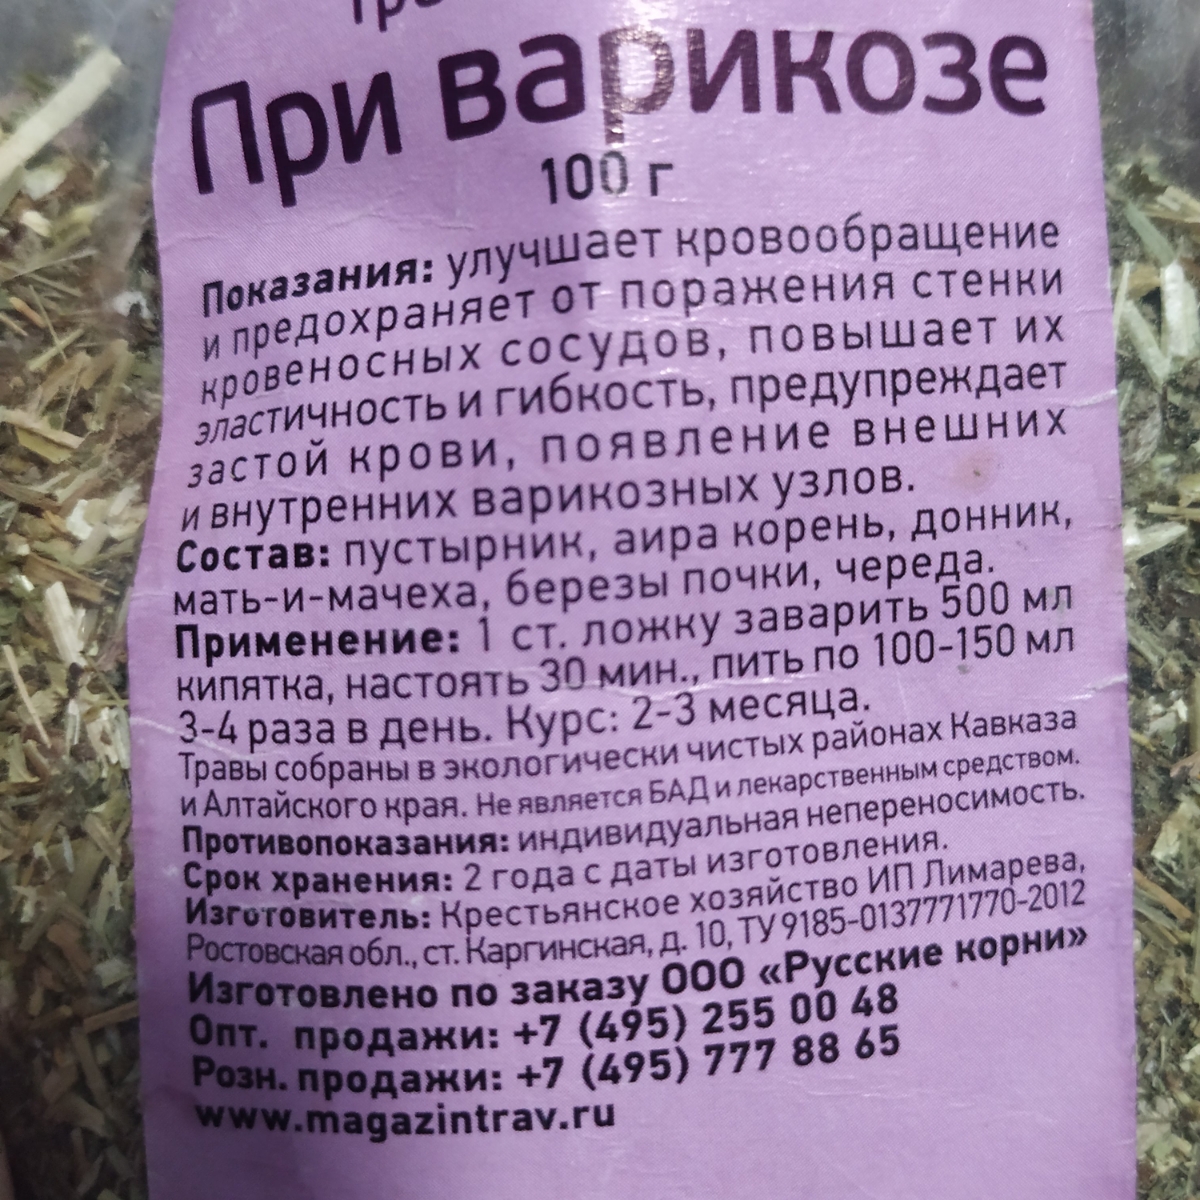 При варикозе
100 г
Показания: улучшает кровообращение
и предохраняет от поражения стенки
кровеносных сосудов, повышает их
эластичность и гибкость, предупреждает
застой крови, появление внешних
и внутренних варикозных узлов.
Состав: пустырник, аира корень, донник,
мать-и-мачеха, березы почки, череда.
Применение: 1 ст. ложку заварить 500 мл
кипятка, настоять 30 мин., пить по 100-150 мл
3-4 раза в день. Курс: 2-3 месяца.
Травы собраны в экологически чистых районах Кавказа
и Алтайского края. Не является БАД и лекарственным средством.
Противопоказания: индивидуальная непереносимость.
Срок хранения: 2 года с даты изготовления.
Изготовитель: Крестьянское хозяйство ИП Лимарева,
Ростовская обл., ст. Каргинская, д. 10, ТУ 9185-0137771770-2012
Изготовлено по заказу ООО «Русские корни»
Опт. продажи: +7 (495) 255 00 48
Розн. продажи: +7 (495) 777 88 65
www.magazintrav.ru